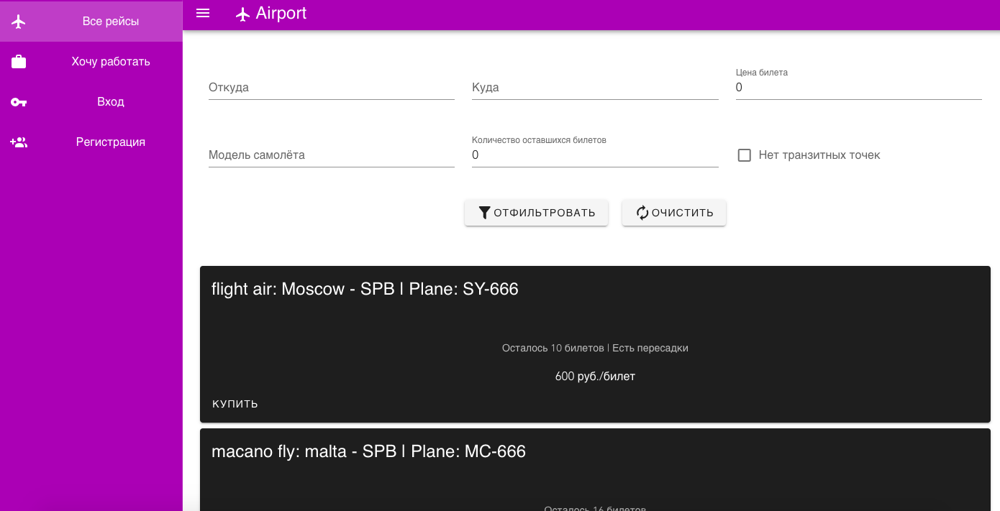 Все рейсы
Хочу работать
Вход
Регистрация
Airport
Откуда
Куда
Цена билета
0
Модель самолёта
Количество оставшихся билетов
0
Нет транзитных точек
ОТФИЛЬТРОВАТЬ
ОЧИСТИТЬ
flight air: Moscow - SPB | Plane: SY-666
Осталось 10 билетов | Есть пересадки
600 руб./билет
КУПИТЬ
macano fly: malta - SPB | Plane: MC-666
Осталось 16 билетов